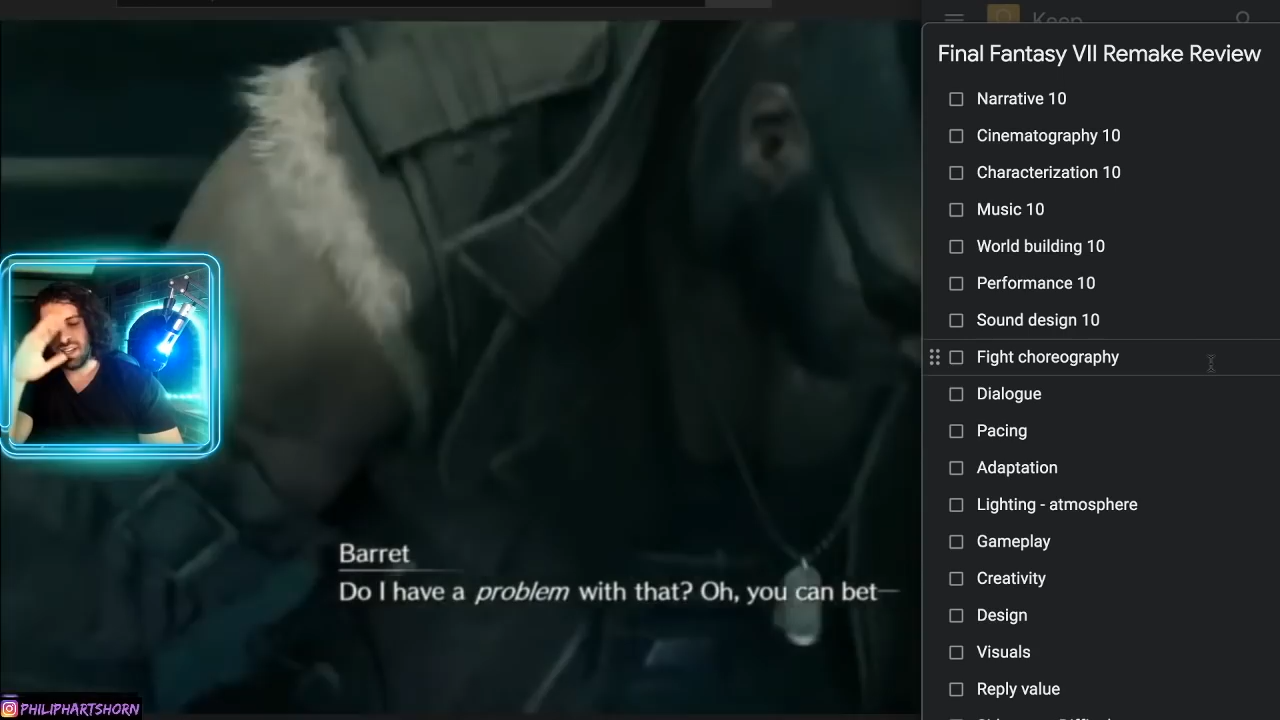 Keep
Final Fantasy VII Remake Review
Narrative 10
Cinematography 10
Characterization 10
Music 10
World building 10
Performance 10
Sound design 10
Fight choreography
Dialogue
Pacing
Adaptation
Lighting - atmosphere
Gameplay
Creativity
Design
Visuals
Reply value
Barret
Do I have a problem with that? Oh, you can bet—
PHILIPHARTSHORN